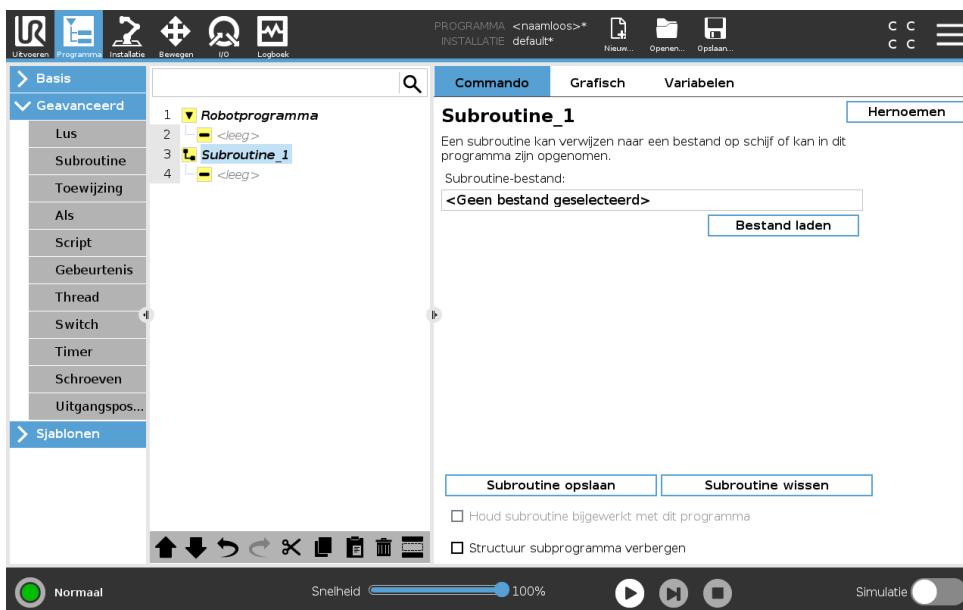 UR
PROGRAMMA <naamloos>*
INSTALLATIE default*
Uitvoeren Programma Installatie Bewegen I/O Logboek Nieuw... Openen... Opslaan...
C C
C C
Basis
Geavanceerd
Lus
Subroutine
Toewijzing
Als
Script
Gebeurtenis
Thread
Switch
Timer
Schroeven
Uitgangspos...
Sjablonen
1 Robotprogramma
2 <leeg>
3 Subroutine_1
4 <leeg>
Commando Grafisch Variabelen
Subroutine_1
Hernoemen
Een subroutine kan verwijzen naar een bestand op schijf of kan in dit
programma zijn opgenomen.
Subroutine-bestand:
<Geen bestand geselecteerd>
Bestand laden
Subroutine opslaan Subroutine wissen
Houd subroutine bijgewerkt met dit programma
Structuur subprogramma verbergen
Normaal Snelheid 100% Simulatie